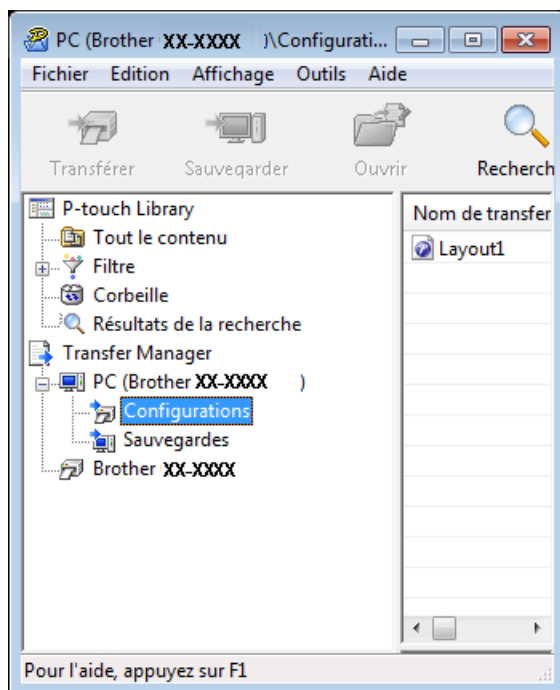 PC (Brother XX-XXXX )\Configurati...
Fichier Edition Affichage Outils Aide
Transférer Sauvegarder Ouvrir Recherch
P-touch Library
Tout le contenu
Filtre
Corbeille
Résultats de la recherche
Transfer Manager
PC (Brother XX-XXXX )
Configurations
Sauvegardes
Brother XX-XXXX
Nom de transfer
Layout1
Pour l'aide, appuyez sur F1